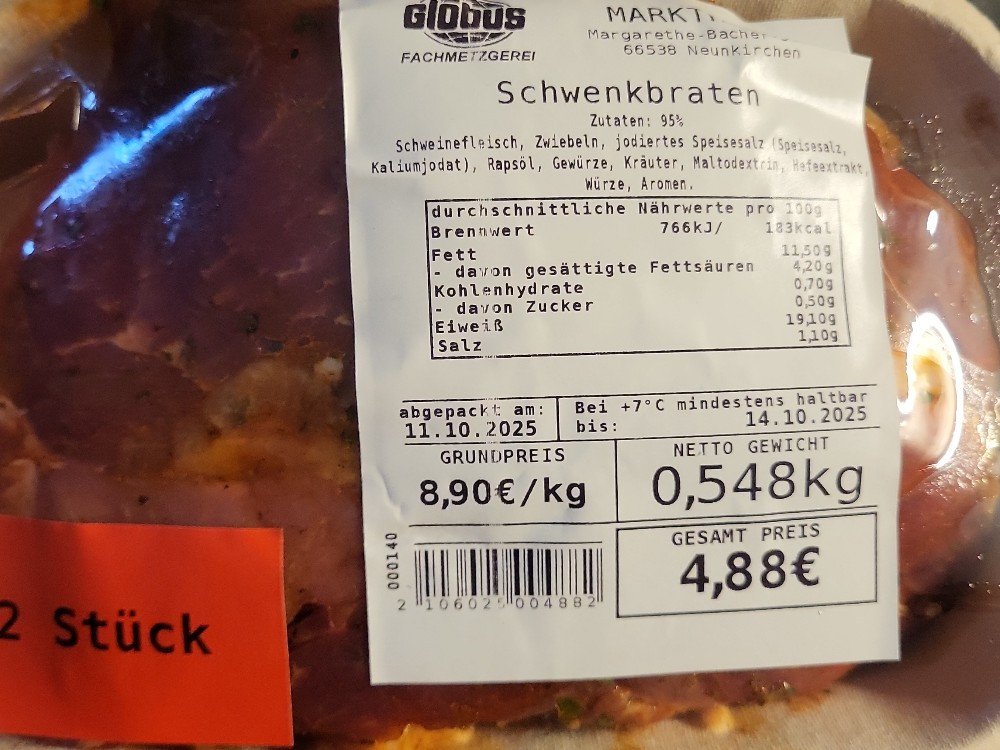 Globus
FACHMETZGEREI
66538 Neunkirchen
Schwenkbraten
Zutaten: 95%
Schweinefleisch, Zwiebeln, jodiertes Speisesalz (Speisesalz,
Kaliumjodat), Rapsöl, Gewürze, Kräuter, Maltodextrin, Hefeextrakt,
Würze, Aromen.
durchschnittliche Nährwerte pro 100g
Brennwert 766kJ/ 183kcal
Fett 11,50g
- davon gesättigte Fettsäuren 4,20g
Kohlenhydrate 0,70g
- davon Zucker 0,50g
Eiweiß 19,10g
Salz 1,10g
abgepackt am:
11.10.2025
Bei +7°C mindestens haltbar
bis: 14.10.2025
GRUNDPREIS
8,90€/kg
NETTO GEWICHT
0,548kg
GESAMT PREIS
4,88€
000140
2 106025 004882
2 Stück